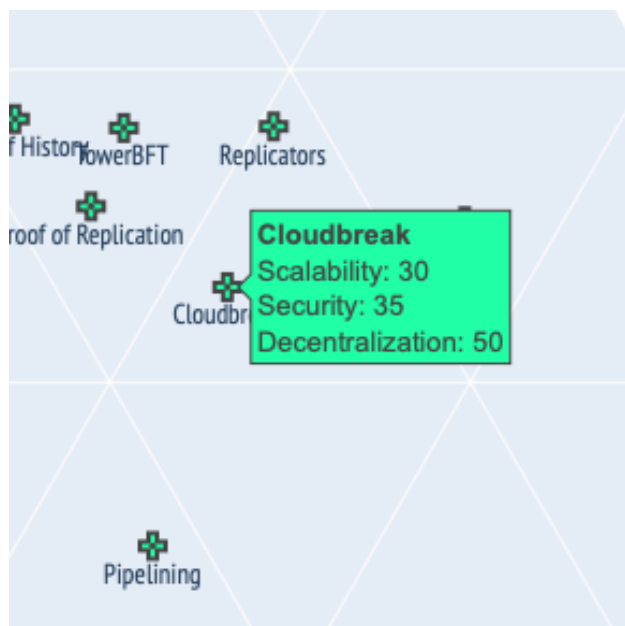 f History
TowerBFT
Replicators
roof of Replication
Cloudbreak
Scalability: 30
Security: 35
Decentralization: 50
Cloudbr
Pipelining